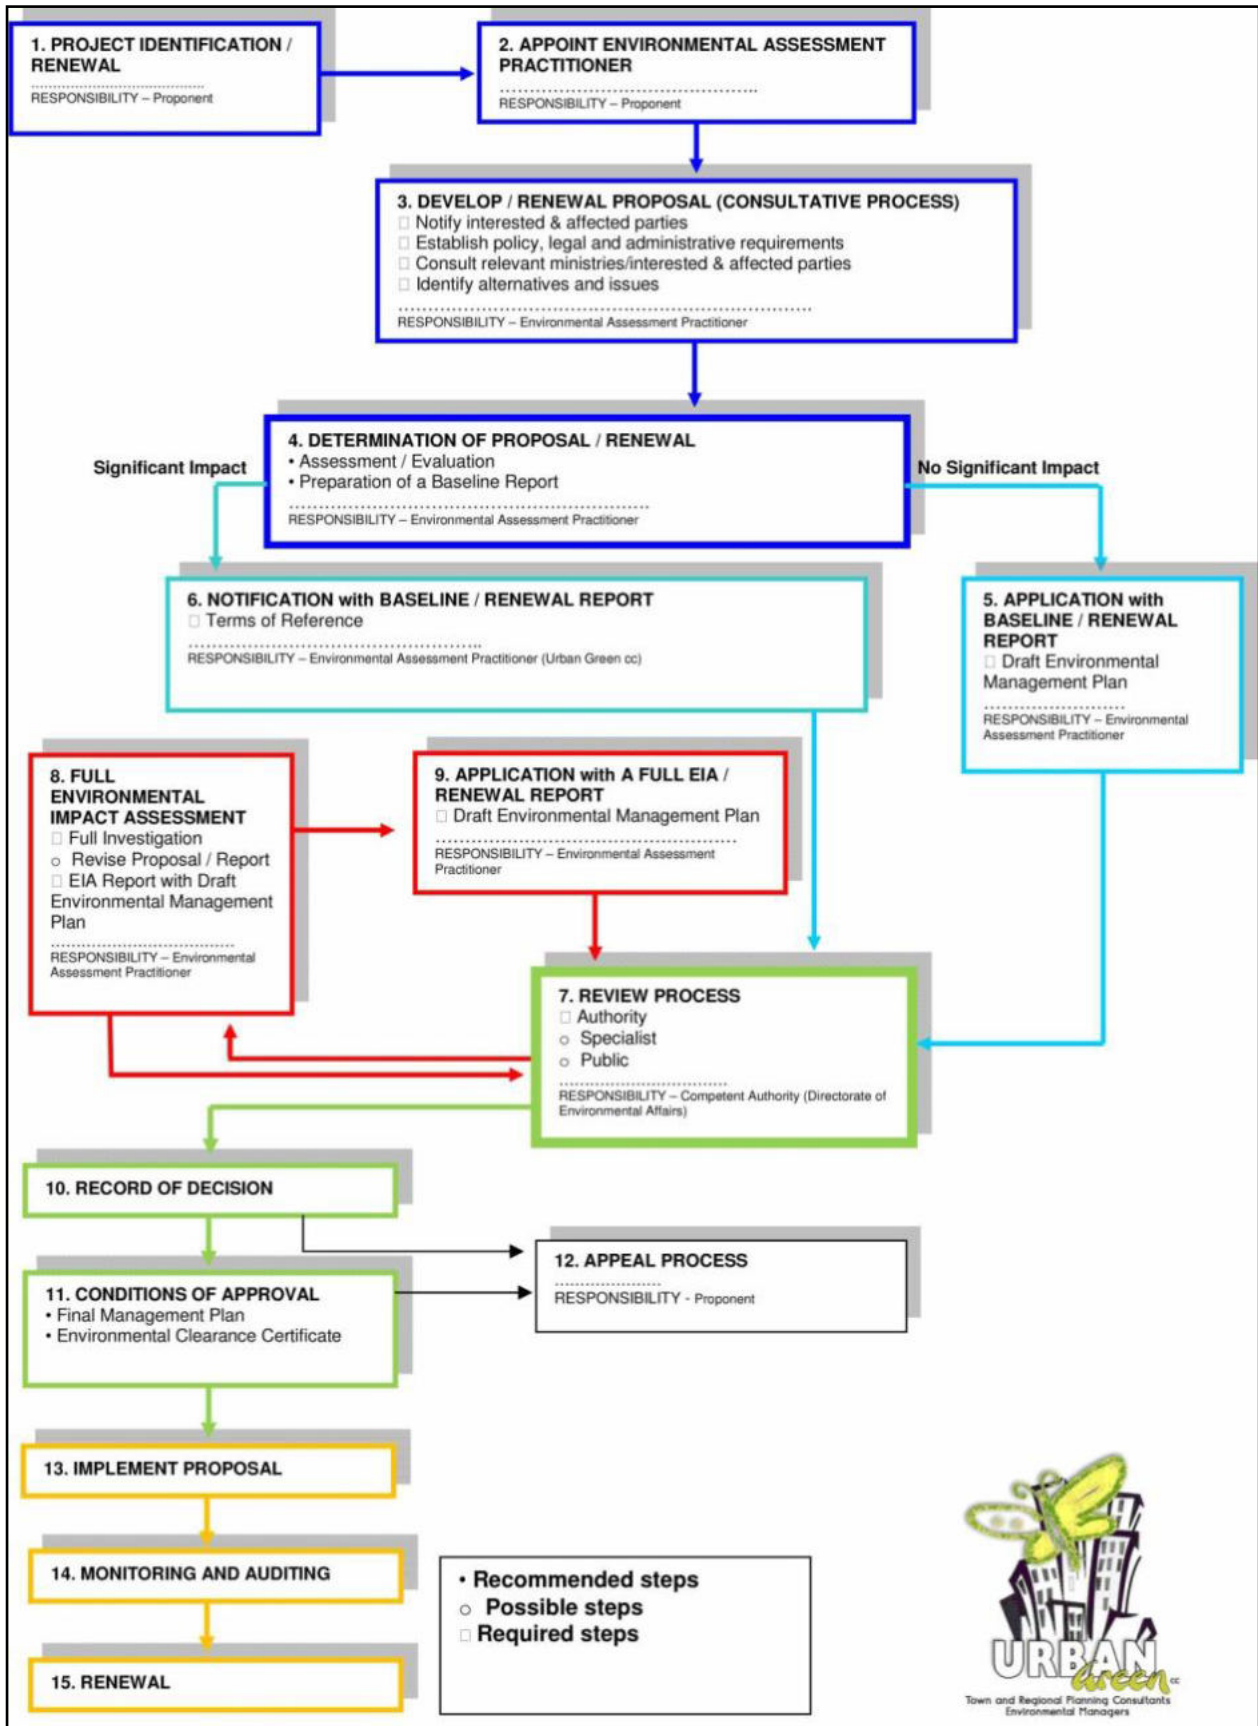 1. PROJECT IDENTIFICATION /
RENEWAL
........................................
RESPONSIBILITY – Proponent
2. APPOINT ENVIRONMENTAL ASSESSMENT
PRACTITIONER
............................................
RESPONSIBILITY – Proponent
3. DEVELOP / RENEWAL PROPOSAL (CONSULTATIVE PROCESS)
□ Notify interested & affected parties
□ Establish policy, legal and administrative requirements
□ Consult relevant ministries/interested & affected parties
□ Identify alternatives and issues
............................................................
RESPONSIBILITY – Environmental Assessment Practitioner
4. DETERMINATION OF PROPOSAL / RENEWAL
• Assessment / Evaluation
• Preparation of a Baseline Report
............................................................
RESPONSIBILITY – Environmental Assessment Practitioner
Significant Impact
No Significant Impact
6. NOTIFICATION with BASELINE / RENEWAL REPORT
□ Terms of Reference
..................................................
RESPONSIBILITY – Environmental Assessment Practitioner (Urban Green cc)
5. APPLICATION with
BASELINE / RENEWAL
REPORT
□ Draft Environmental
Management Plan
........................
RESPONSIBILITY – Environmental
Assessment Practitioner
8. FULL
ENVIRONMENTAL
IMPACT ASSESSMENT
□ Full Investigation
o Revise Proposal / Report
□ EIA Report with Draft
Environmental Management
Plan
...................................
RESPONSIBILITY – Environmental
Assessment Practitioner
9. APPLICATION with A FULL EIA /
RENEWAL REPORT
□ Draft Environmental Management Plan
..................................................
RESPONSIBILITY – Environmental Assessment
Practitioner
7. REVIEW PROCESS
□ Authority
o Specialist
o Public
................................
RESPONSIBILITY – Competent Authority (Directorate of
Environmental Affairs)
10. RECORD OF DECISION
11. CONDITIONS OF APPROVAL
• Final Management Plan
• Environmental Clearance Certificate
12. APPEAL PROCESS
.....................
RESPONSIBILITY - Proponent
13. IMPLEMENT PROPOSAL
14. MONITORING AND AUDITING
15. RENEWAL
• Recommended steps
o Possible steps
□ Required steps
URBAN
Green cc
Town and Regional Planning Consultants
Environmental Managers